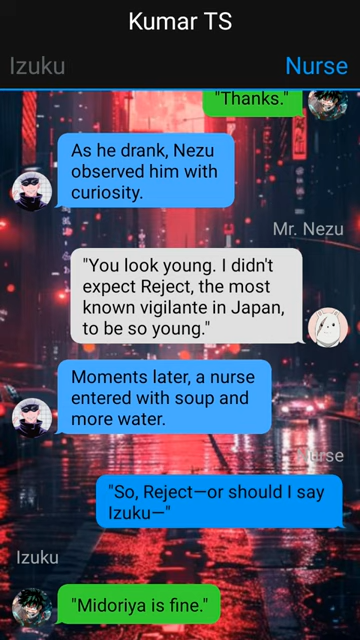 Kumar TS
Izuku
Nurse
"Thanks."
As he drank, Nezu
observed him with
curiosity.
Mr. Nezu
"You look young. I didn't
expect Reject, the most
known vigilante in Japan,
to be so young."
Moments later, a nurse
entered with soup and
more water.
Nurse
"So, Reject—or should I say
Izuku—"
Izuku
"Midoriya is fine."